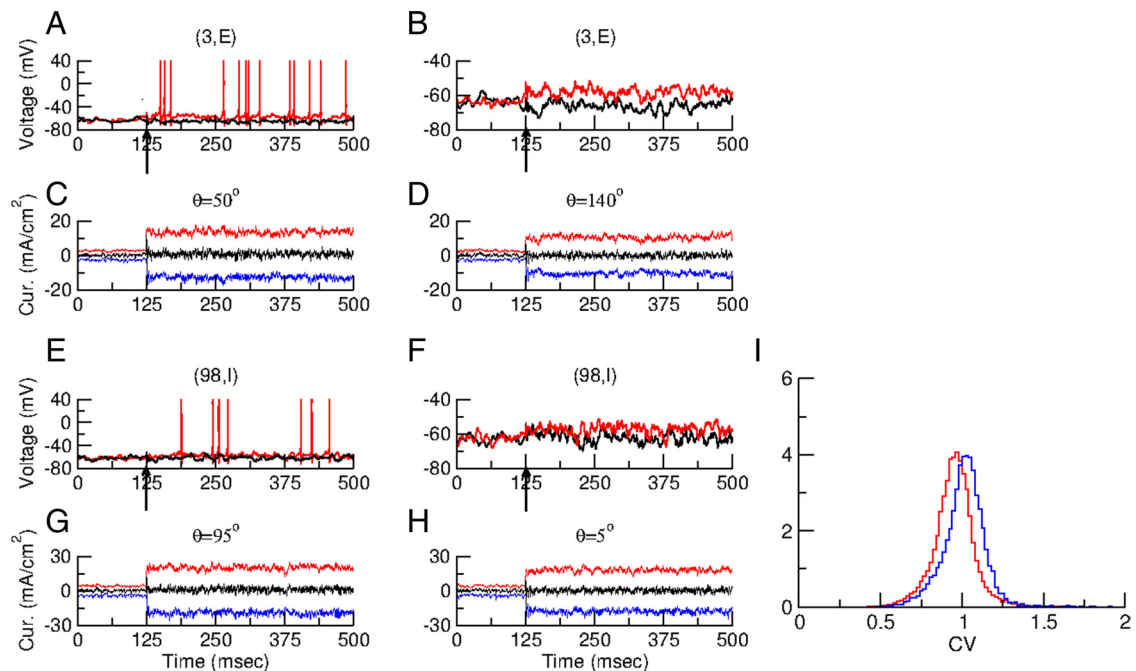 A
(3,E)
Voltage (mV)
40
0
-40
-80
0 125 250 375 500
B
(3,E)
-40
-60
-80
0 125 250 375 500
C
θ=50°
Cur. (mA/cm²)
20
0
-20
0 125 250 375 500
D
θ=140°
20
0
-20
0 125 250 375 500
E
(98,I)
Voltage (mV)
40
0
-40
-80
0 125 250 375 500
F
(98,I)
-40
-60
-80
0 125 250 375 500
G
θ=95°
Cur. (mA/cm²)
30
0
-30
0 125 250 375 500
Time (msec)
H
θ=5°
30
0
-30
0 125 250 375 500
Time (msec)
I
6
4
2
0
0.5 1 1.5 2
CV